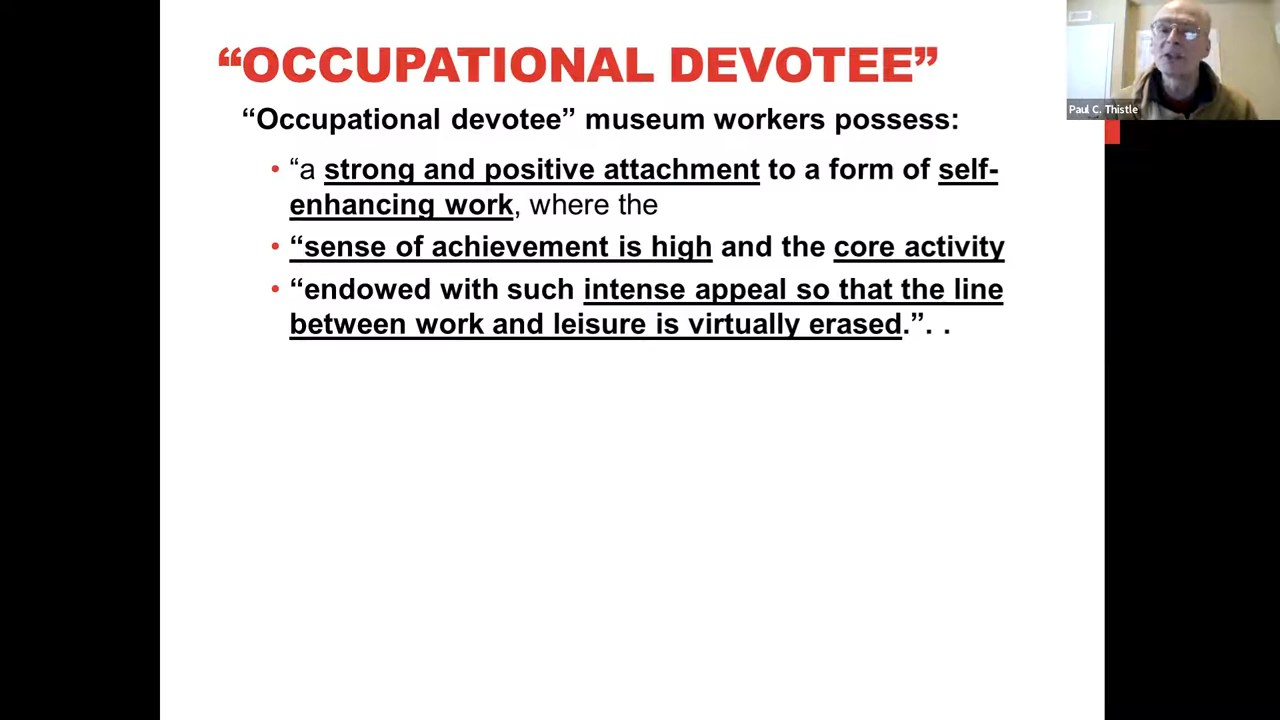 “OCCUPATIONAL DEVOTEE”
“Occupational devotee” museum workers possess:
• “a strong and positive attachment to a form of self-
enhancing work, where the
• “sense of achievement is high and the core activity
• “endowed with such intense appeal so that the line
between work and leisure is virtually erased.”. .
Paul C. Thistle